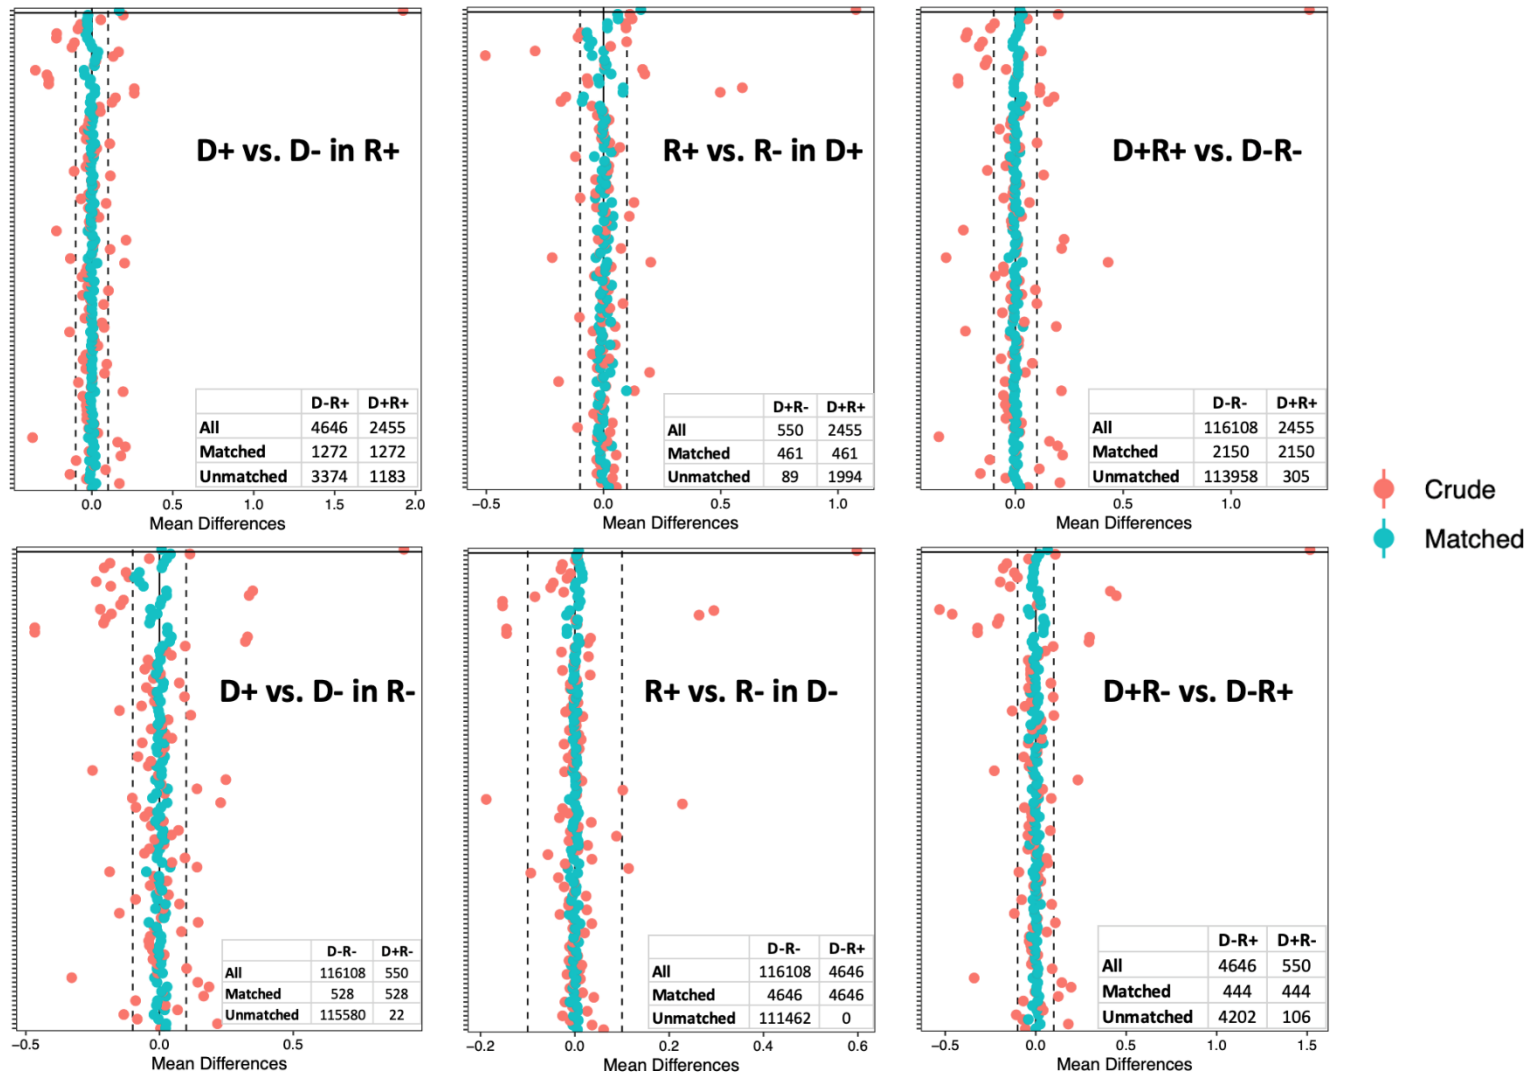 D+ vs. D- in R+
D-R+ D+R+
All 4646 2455
Matched 1272 1272
Unmatched 3374 1183
0.0 0.5 1.0 1.5 2.0
Mean Differences
R+ vs. R- in D+
D+R- D+R+
All 550 2455
Matched 461 461
Unmatched 89 1994
−0.5 0.0 0.5 1.0
Mean Differences
D+R+ vs. D-R-
D-R- D+R+
All 116108 2455
Matched 2150 2150
Unmatched 113958 305
0.0 0.5 1.0
Mean Differences
Crude
Matched
D+ vs. D- in R-
D-R- D+R-
All 116108 550
Matched 528 528
Unmatched 115580 22
−0.5 0.0 0.5
Mean Differences
R+ vs. R- in D-
D-R- D-R+
All 116108 4646
Matched 4646 4646
Unmatched 111462 0
−0.2 0.0 0.2 0.4 0.6
Mean Differences
D+R- vs. D-R+
D-R+ D+R-
All 4646 550
Matched 444 444
Unmatched 4202 106
−0.5 0.0 0.5 1.0 1.5
Mean Differences